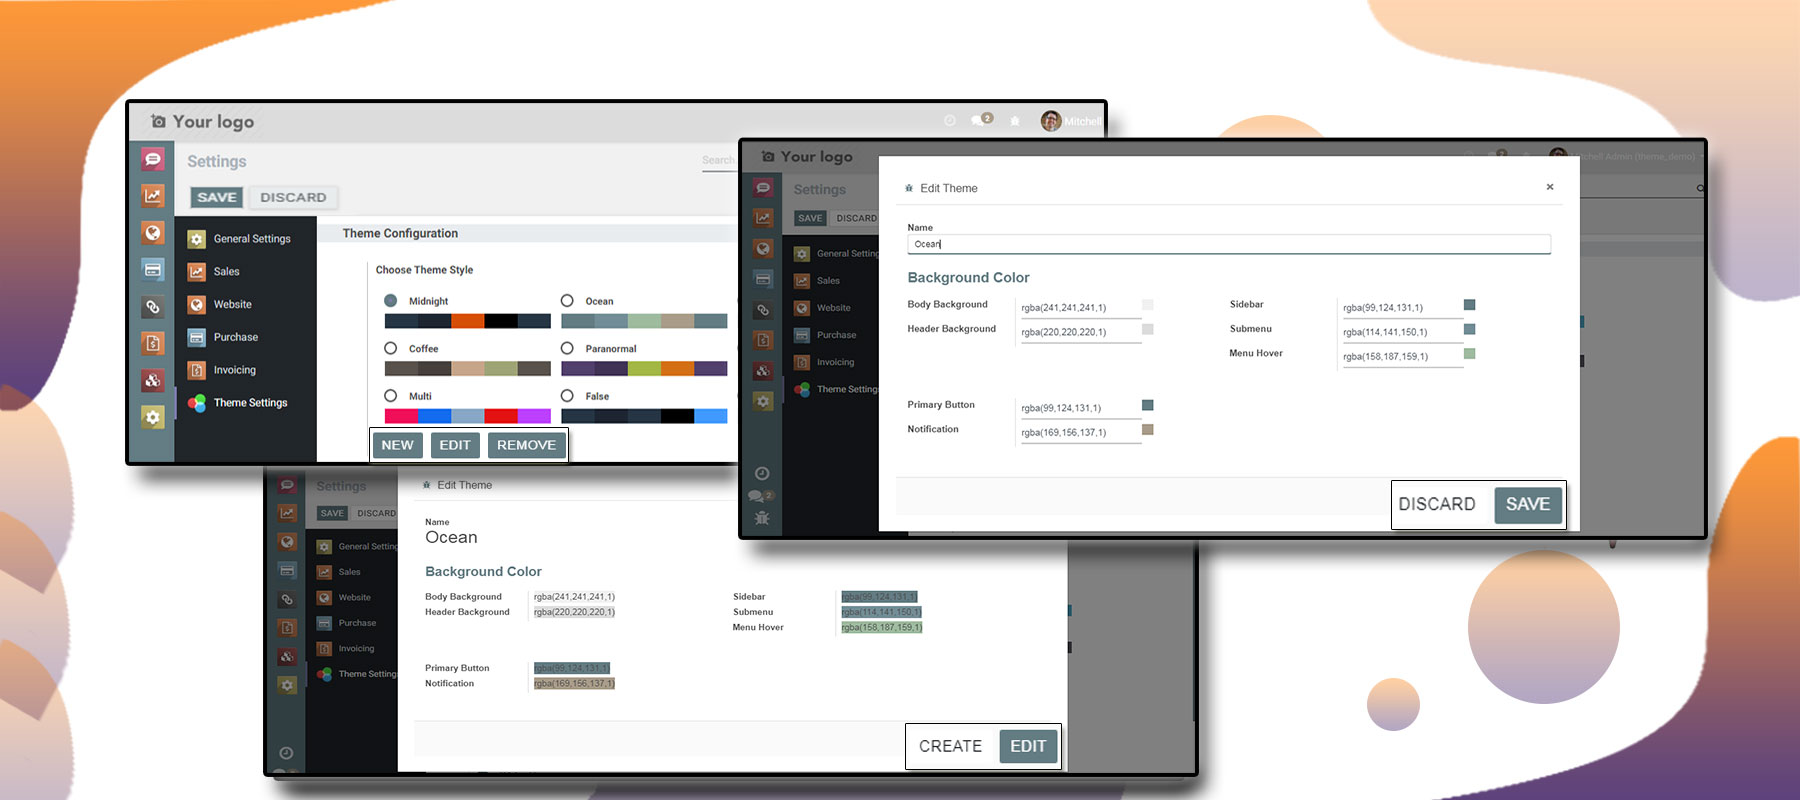 Your logo
2
Mitchell
Settings
Search.
SAVE
DISCARD
General Settings
Sales
Website
Purchase
Invoicing
Theme Settings
Theme Configuration
Choose Theme Style
Midnight
Ocean
Coffee
Paranormal
Multi
False
NEW
EDIT
REMOVE
Your logo
2
Mitchell Admin (theme_demo)
Settings
SAVE
DISCARD
General Setting
Sales
Website
Purchase
Invoicing
Theme Setting
2
Edit Theme
×
Name
Ocean
Background Color
Body Background rgba(241,241,241,1)
Header Background rgba(220,220,220,1)
Sidebar rgba(99,124,131,1)
Submenu rgba(114,141,150,1)
Menu Hover rgba(158,187,159,1)
Primary Button rgba(99,124,131,1)
Notification rgba(169,156,137,1)
DISCARD
SAVE
Settings
SAVE
DISCARD
General Setting
Sales
Website
Purchase
Invoicing
Theme Setting
Edit Theme
Name
Ocean
Background Color
Body Background rgba(241,241,241,1)
Header Background rgba(220,220,220,1)
Sidebar rgba(99,124,131,1)
Submenu rgba(114,141,150,1)
Menu Hover rgba(158,187,159,1)
Primary Button rgba(99,124,131,1)
Notification rgba(169,156,137,1)
CREATE
EDIT